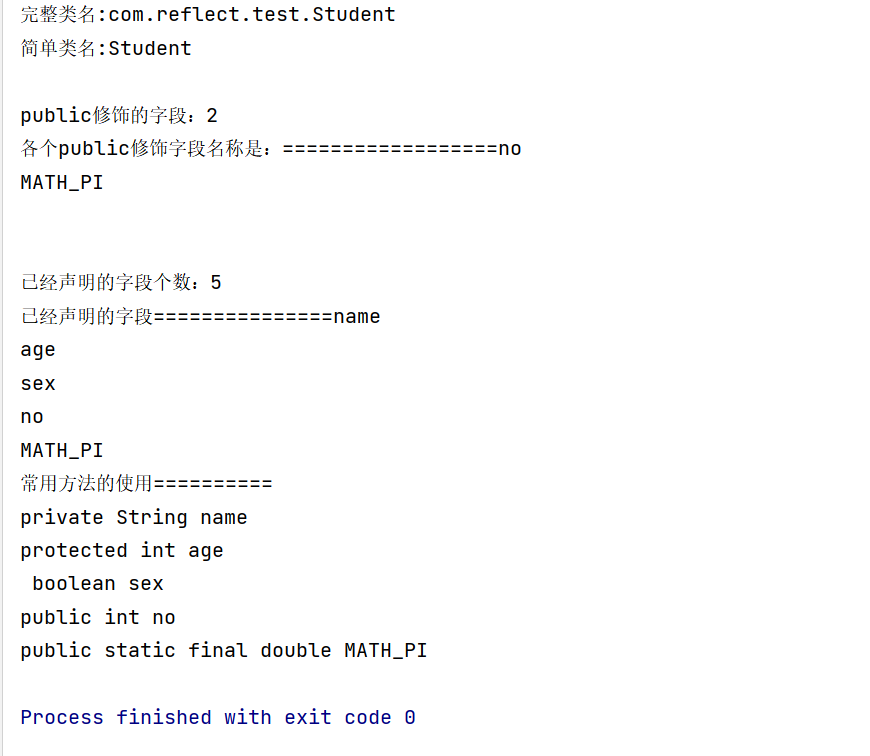 完整类名:com.reflect.test.Student
简单类名:Student
public修饰的字段：2
各个public修饰字段名称是：==================no
MATH_PI
已经声明的字段个数：5
已经声明的字段===============name
age
sex
no
MATH_PI
常用方法的使用==========
private String name
protected int age
 boolean sex
public int no
public static final double MATH_PI
Process finished with exit code 0